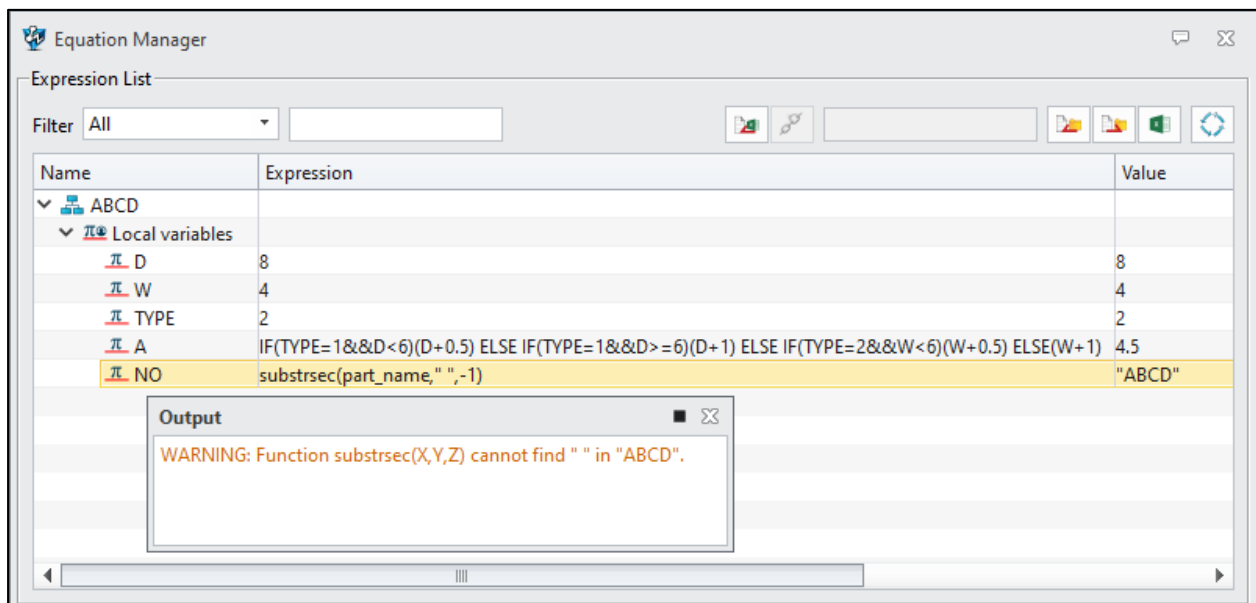 Equation Manager
Expression List
Filter All
Name Expression Value
ABCD
π Local variables
π D 8 8
π W 4 4
π TYPE 2 2
π A IF(TYPE=1&&D<6)(D+0.5) ELSE IF(TYPE=1&&D>=6)(D+1) ELSE IF(TYPE=2&&W<6)(W+0.5) ELSE(W+1) 4.5
π NO substrsec(part_name," ",-1) "ABCD"
Output
WARNING: Function substrsec(X,Y,Z) cannot find " " in "ABCD".